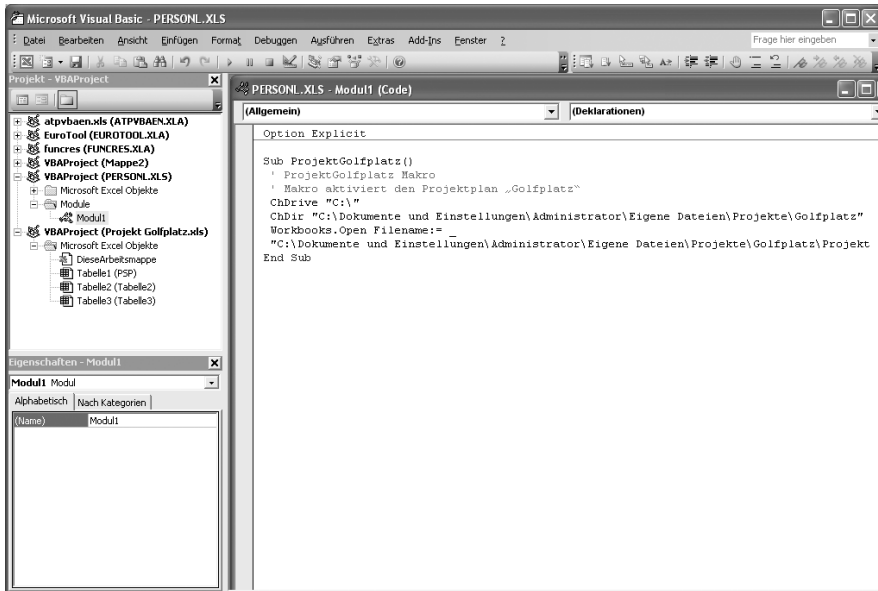 Microsoft Visual Basic - PERSONL.XLS
Datei Bearbeiten Ansicht Einfügen Format Debuggen Ausführen Extras Add-Ins Fenster ?
Frage hier eingeben
Projekt - VBAProject
atpvbaen.xls (ATPVBAEN.XLA)
EuroTool (EUROTOOL.XLA)
funcres (FUNCRES.XLA)
VBAProject (Mappe2)
VBAProject (PERSONL.XLS)
Microsoft Excel Objekte
Module
Modul1
VBAProject (Projekt Golfplatz.xls)
Microsoft Excel Objekte
DieseArbeitsmappe
Tabelle1 (PSP)
Tabelle2 (Tabelle2)
Tabelle3 (Tabelle3)
Eigenschaften - Modul1
Modul1 Modul
Alphabetisch Nach Kategorien
(Name) Modul1
PERSONL.XLS - Modul1 (Code)
(Allgemein) (Deklarationen)
Option Explicit
Sub ProjektGolfplatz()
' ProjektGolfplatz Makro
' Makro aktiviert den Projektplan „Golfplatz“
ChDrive "C:\"
ChDir "C:\Dokumente und Einstellungen\Administrator\Eigene Dateien\Projekte\Golfplatz"
Workbooks.Open Filename:= _
"C:\Dokumente und Einstellungen\Administrator\Eigene Dateien\Projekte\Golfplatz\Projekt
End Sub